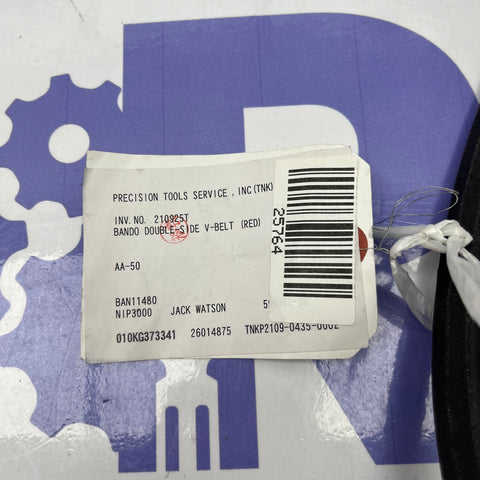 PRECISION TOOLS SERVICE , INC(TNK)
INV. NO. 210925T
BANDO DOUBLE-SIDE V-BELT (RED)
AA-50
BAN11480
NIP3000 JACK WATSON
010KG373341 26014875 TNKP2109-0435-0002
25764